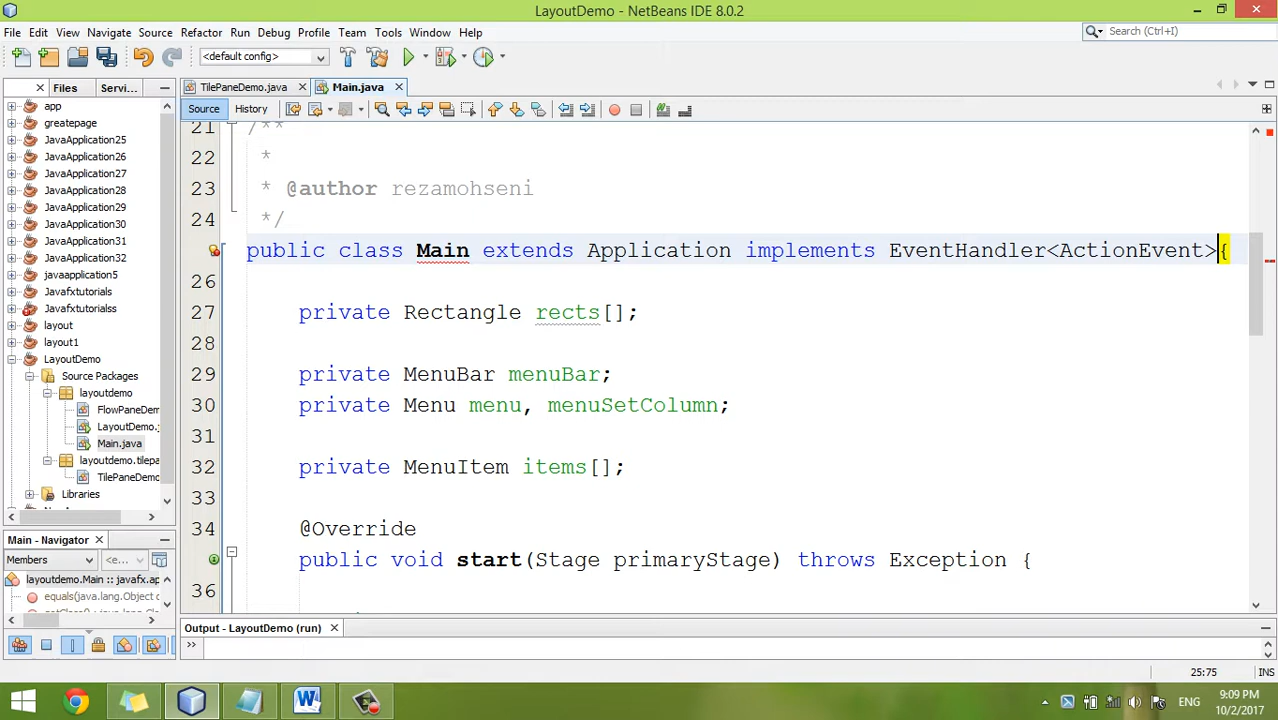 LayoutDemo - NetBeans IDE 8.0.2
File Edit View Navigate Source Refactor Run Debug Profile Team Tools Window Help
Search (Ctrl+I)
<default config>
Files Servi...
TilePaneDemo.java Main.java
Source History
app
greatepage
JavaApplication25
JavaApplication26
JavaApplication27
JavaApplication28
JavaApplication29
JavaApplication30
JavaApplication31
javaapplication5
Javafxtutorials
Javafxtutorialss
layout
layout1
LayoutDemo
Source Packages
layoutdemo
FlowPaneDem
LayoutDemo.j
Main.java
layoutdemo.tilepa
TilePaneDemo
Libraries
21 /**
22 *
23 * @author rezamohseni
24 */
public class Main extends Application implements EventHandler<ActionEvent>{
26
27 private Rectangle rects[];
28
29 private MenuBar menuBar;
30 private Menu menu, menuSetColumn;
31
32 private MenuItem items[];
33
34 @Override
public void start(Stage primaryStage) throws Exception {
36
Main - Navigator
Members <e...
layoutdemo.Main :: javafx.ap
equals(java.lang.Object o
Output - LayoutDemo (run)
25:75 INS
ENG
9:09 PM
10/2/2017